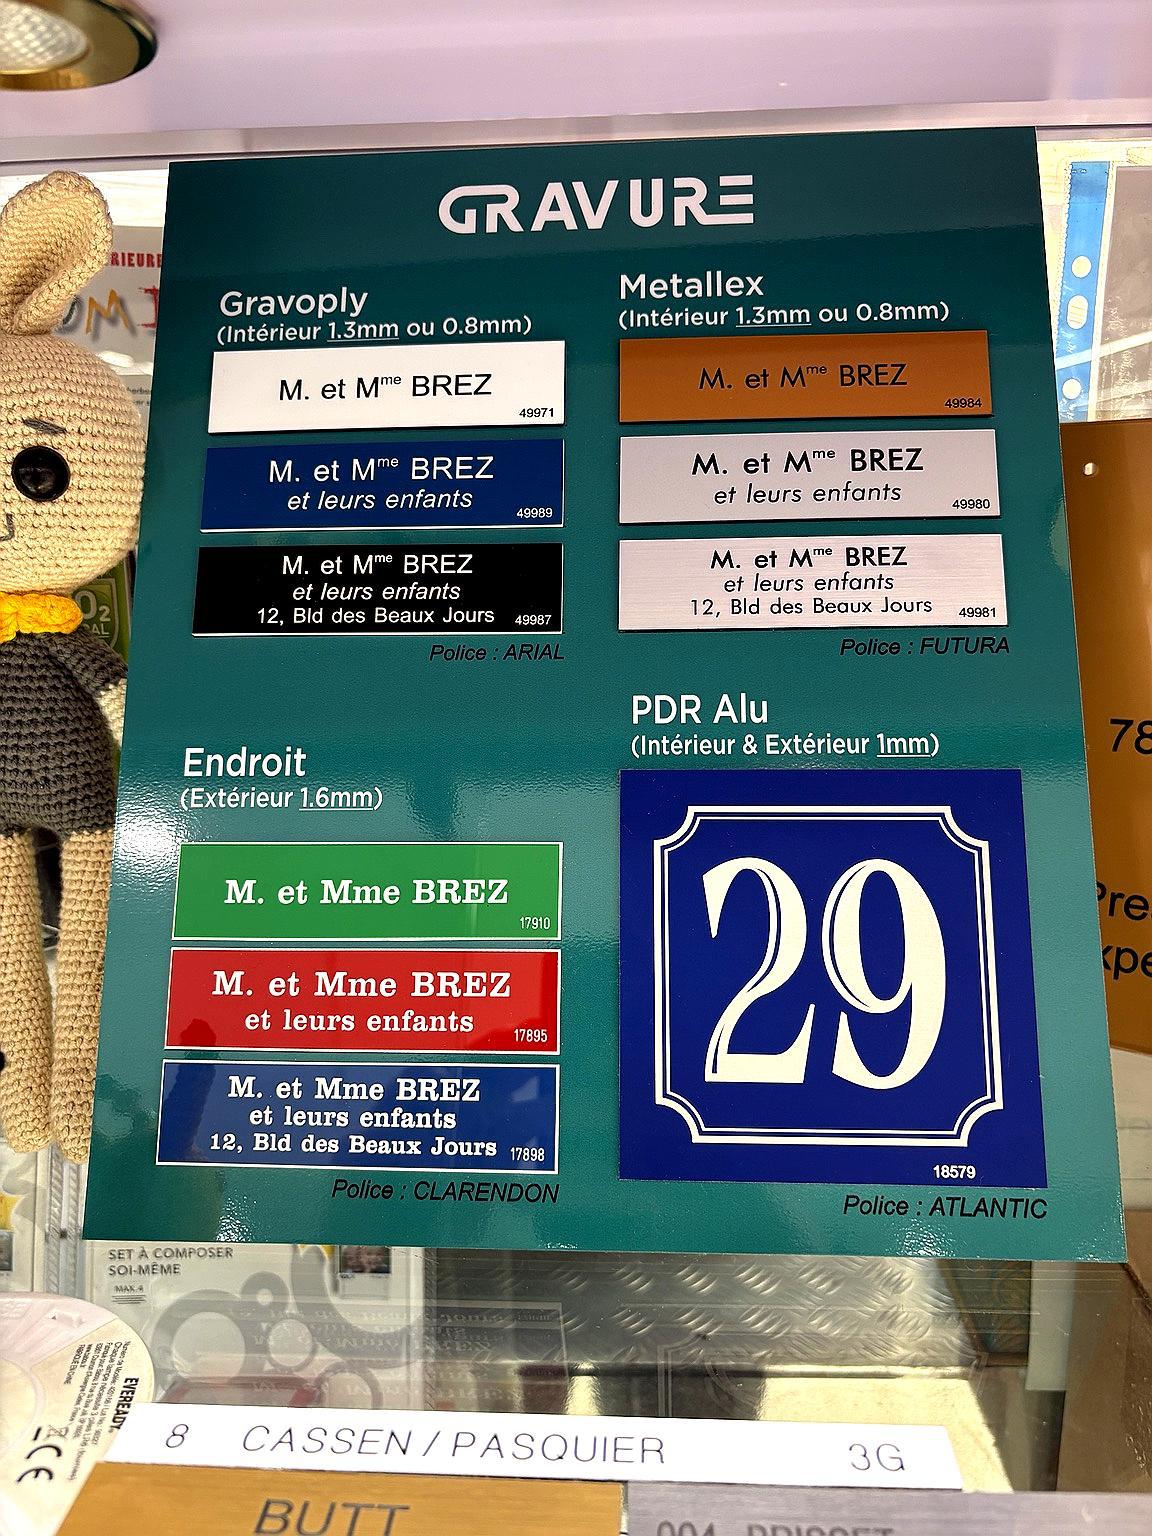 GRAVURE
Gravoply
(Intérieur 1.3mm ou 0.8mm)
M. et Mme BREZ
49971
M. et Mme BREZ
et leurs enfants
49989
M. et Mme BREZ
et leurs enfants
12, Bld des Beaux Jours
49987
Police : ARIAL
Metallex
(Intérieur 1.3mm ou 0.8mm)
M. et Mme BREZ
49984
M. et Mme BREZ
et leurs enfants
49980
M. et Mme BREZ
et leurs enfants
12, Bld des Beaux Jours
49981
Police : FUTURA
Endroit
(Extérieur 1.6mm)
M. et Mme BREZ
17910
M. et Mme BREZ
et leurs enfants
17895
M. et Mme BREZ
et leurs enfants
12, Bld des Beaux Jours
17898
Police : CLARENDON
PDR Alu
(Intérieur & Extérieur 1mm)
29
18579
Police : ATLANTIC
78
SET À COMPOSER
SOI-MÊME
MAX.4
EVEREADY
CE
8 CASSEN / PASQUIER 3G
BUTT